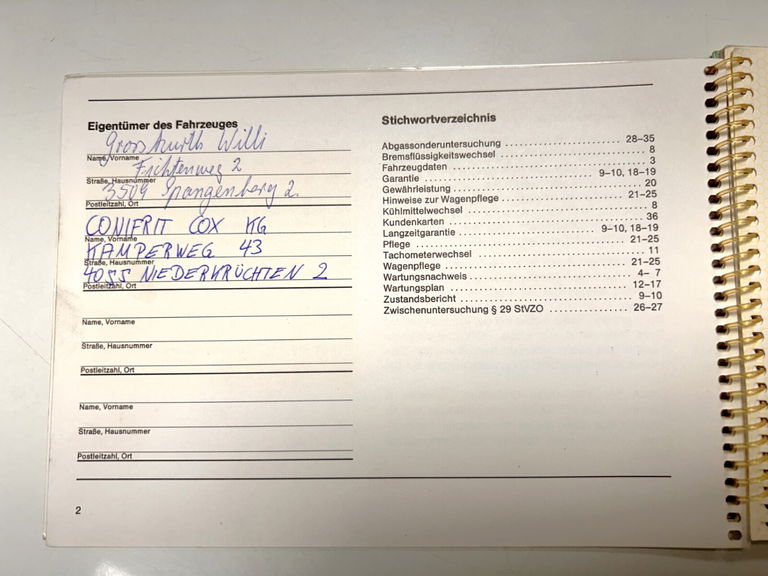 Eigentümer des Fahrzeuges
Grosskurth Willi
Name, Vorname
Fichtenweg 2
Straße, Hausnummer
3509 Spangenberg 2.
Postleitzahl, Ort
CONIFRIT COX KG
Name, Vorname
KAMPERWEG 43
Straße, Hausnummer
4055 NIEDERKRÜCHTEN 2
Postleitzahl, Ort
Name, Vorname
Straße, Hausnummer
Postleitzahl, Ort
Name, Vorname
Straße, Hausnummer
Postleitzahl, Ort
2
Stichwortverzeichnis
Abgassonderuntersuchung 28–35
Bremsflüssigkeitswechsel 8
Fahrzeugdaten 3
Garantie 9–10, 18–19
Gewährleistung 20
Hinweise zur Wagenpflege 21–25
Kühlmittelwechsel 8
Kundenkarten 36
Langzeitgarantie 9–10, 18–19
Pflege 21–25
Tachometerwechsel 11
Wagenpflege 21–25
Wartungsnachweis 4– 7
Wartungsplan 12–17
Zustandsbericht 9–10
Zwischenuntersuchung § 29 StVZO 26–27